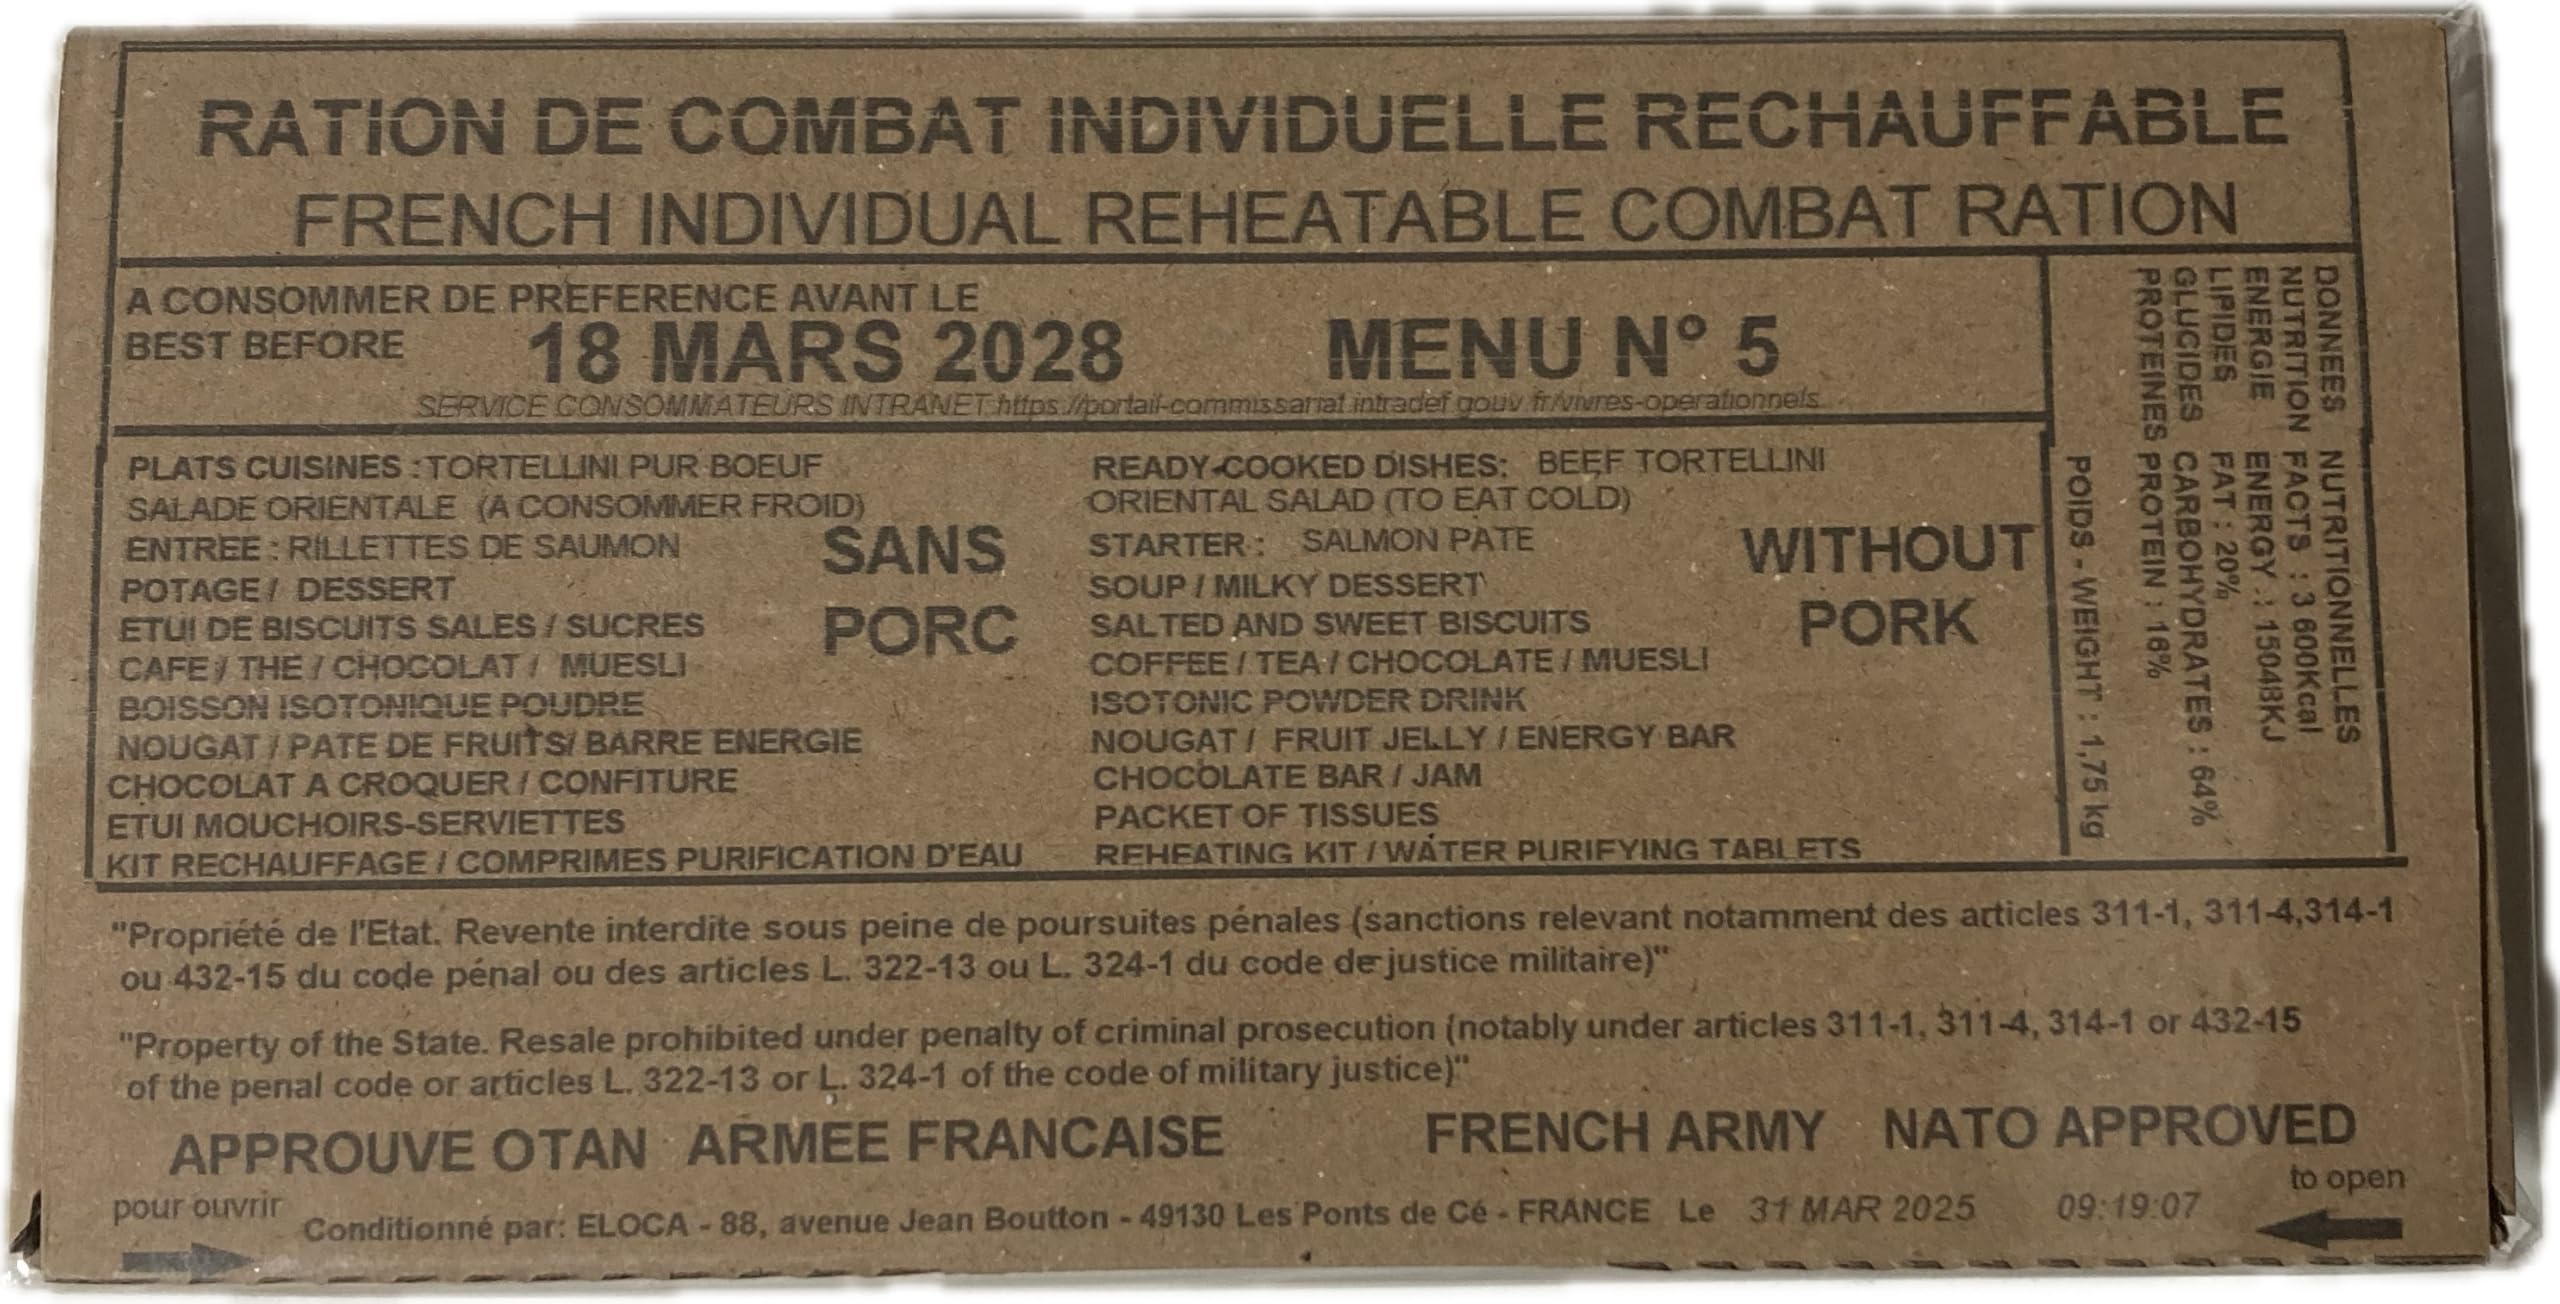 RATION DE COMBAT INDIVIDUELLE RECHAUFFABLE
FRENCH INDIVIDUAL REHEATABLE COMBAT RATION
A CONSOMMER DE PREFERENCE AVANT LE
BEST BEFORE 18 MARS 2028
MENU N° 5
SERVICE CONSOMMATEURS INTRANET:https://portail-commissariat.intradef.gouv.fr/vivres-operationnels
PLATS CUISINES : TORTELLINI PUR BOEUF
SALADE ORIENTALE (A CONSOMMER FROID)
ENTREE : RILLETTES DE SAUMON
POTAGE / DESSERT
ETUI DE BISCUITS SALES / SUCRES
CAFE / THE / CHOCOLAT / MUESLI
BOISSON ISOTONIQUE POUDRE
NOUGAT / PATE DE FRUITS/ BARRE ENERGIE
CHOCOLAT A CROQUER / CONFITURE
ETUI MOUCHOIRS-SERVIETTES
KIT RECHAUFFAGE / COMPRIMES PURIFICATION D'EAU
SANS
PORC
READY-COOKED DISHES: BEEF TORTELLINI
ORIENTAL SALAD (TO EAT COLD)
STARTER : SALMON PATE
SOUP / MILKY DESSERT
SALTED AND SWEET BISCUITS
COFFEE / TEA / CHOCOLATE / MUESLI
ISOTONIC POWDER DRINK
NOUGAT / FRUIT JELLY / ENERGY BAR
CHOCOLATE BAR / JAM
PACKET OF TISSUES
REHEATING KIT / WATER PURIFYING TABLETS
WITHOUT
PORK
DONNEES NUTRITIONNELLES
NUTRITION FACTS : 3 600Kcal
ENERGIE ENERGY : 15043KJ
LIPIDES FAT : 20%
GLUCIDES CARBOHYDRATES : 64%
PROTEINES PROTEIN : 16%
POIDS - WEIGHT : 1,75 kg
"Propriété de l'Etat. Revente interdite sous peine de poursuites pénales (sanctions relevant notamment des articles 311-1, 311-4,314-1
ou 432-15 du code pénal ou des articles L. 322-13 ou L. 324-1 du code de justice militaire)"
"Property of the State. Resale prohibited under penalty of criminal prosecution (notably under articles 311-1, 311-4, 314-1 or 432-15
of the penal code or articles L. 322-13 or L. 324-1 of the code of military justice)"
APPROUVE OTAN ARMEE FRANCAISE FRENCH ARMY NATO APPROVED
pour ouvrir
to open
Conditionné par: ELOCA - 88, avenue Jean Boutton - 49130 Les Ponts de Cé - FRANCE Le 31 MAR 2025 09:19:07